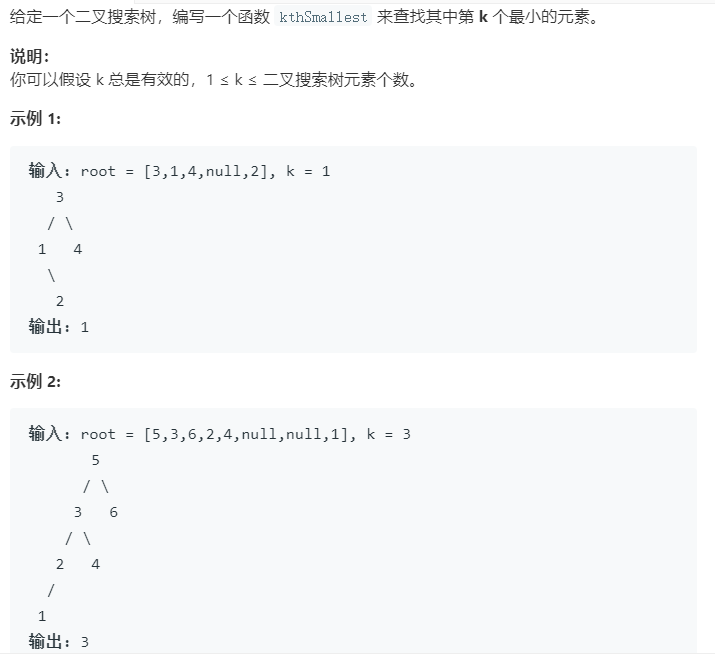 给定一个二叉搜索树，编写一个函数 kthSmallest 来查找其中第 k 个最小的元素。
说明：
你可以假设 k 总是有效的，1 ≤ k ≤ 二叉搜索树元素个数。
示例 1:
输入: root = [3,1,4,null,2], k = 1
   3
  / \
 1   4
  \
   2
输出: 1
示例 2:
输入: root = [5,3,6,2,4,null,null,1], k = 3
       5
      / \
     3   6
    / \
   2   4
  /
 1
输出: 3